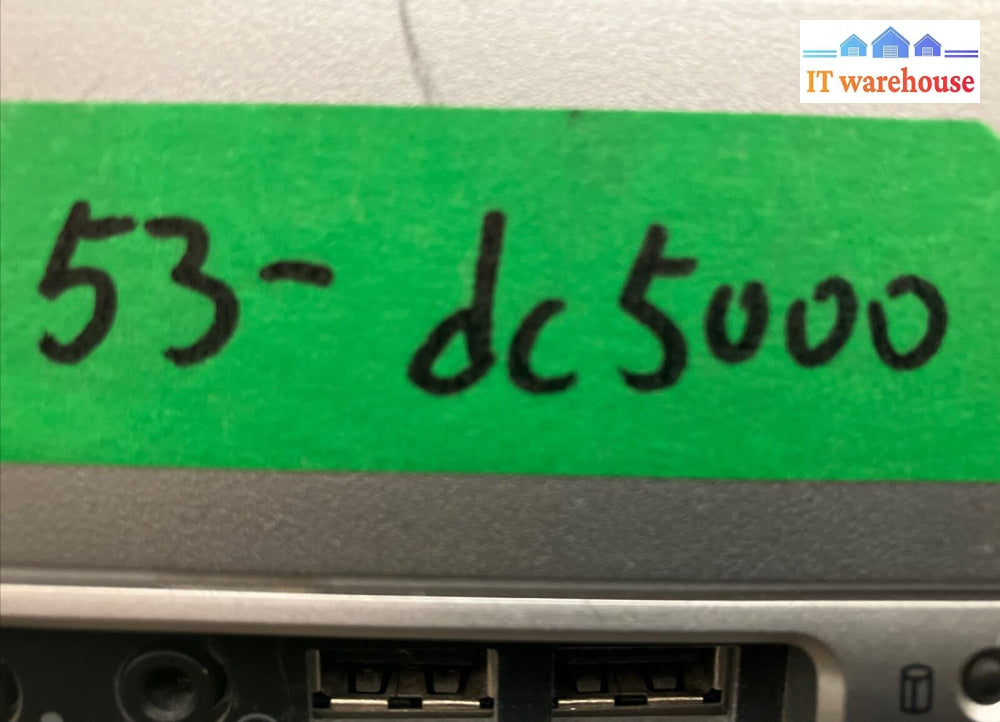 IT warehouse
53- dc5000